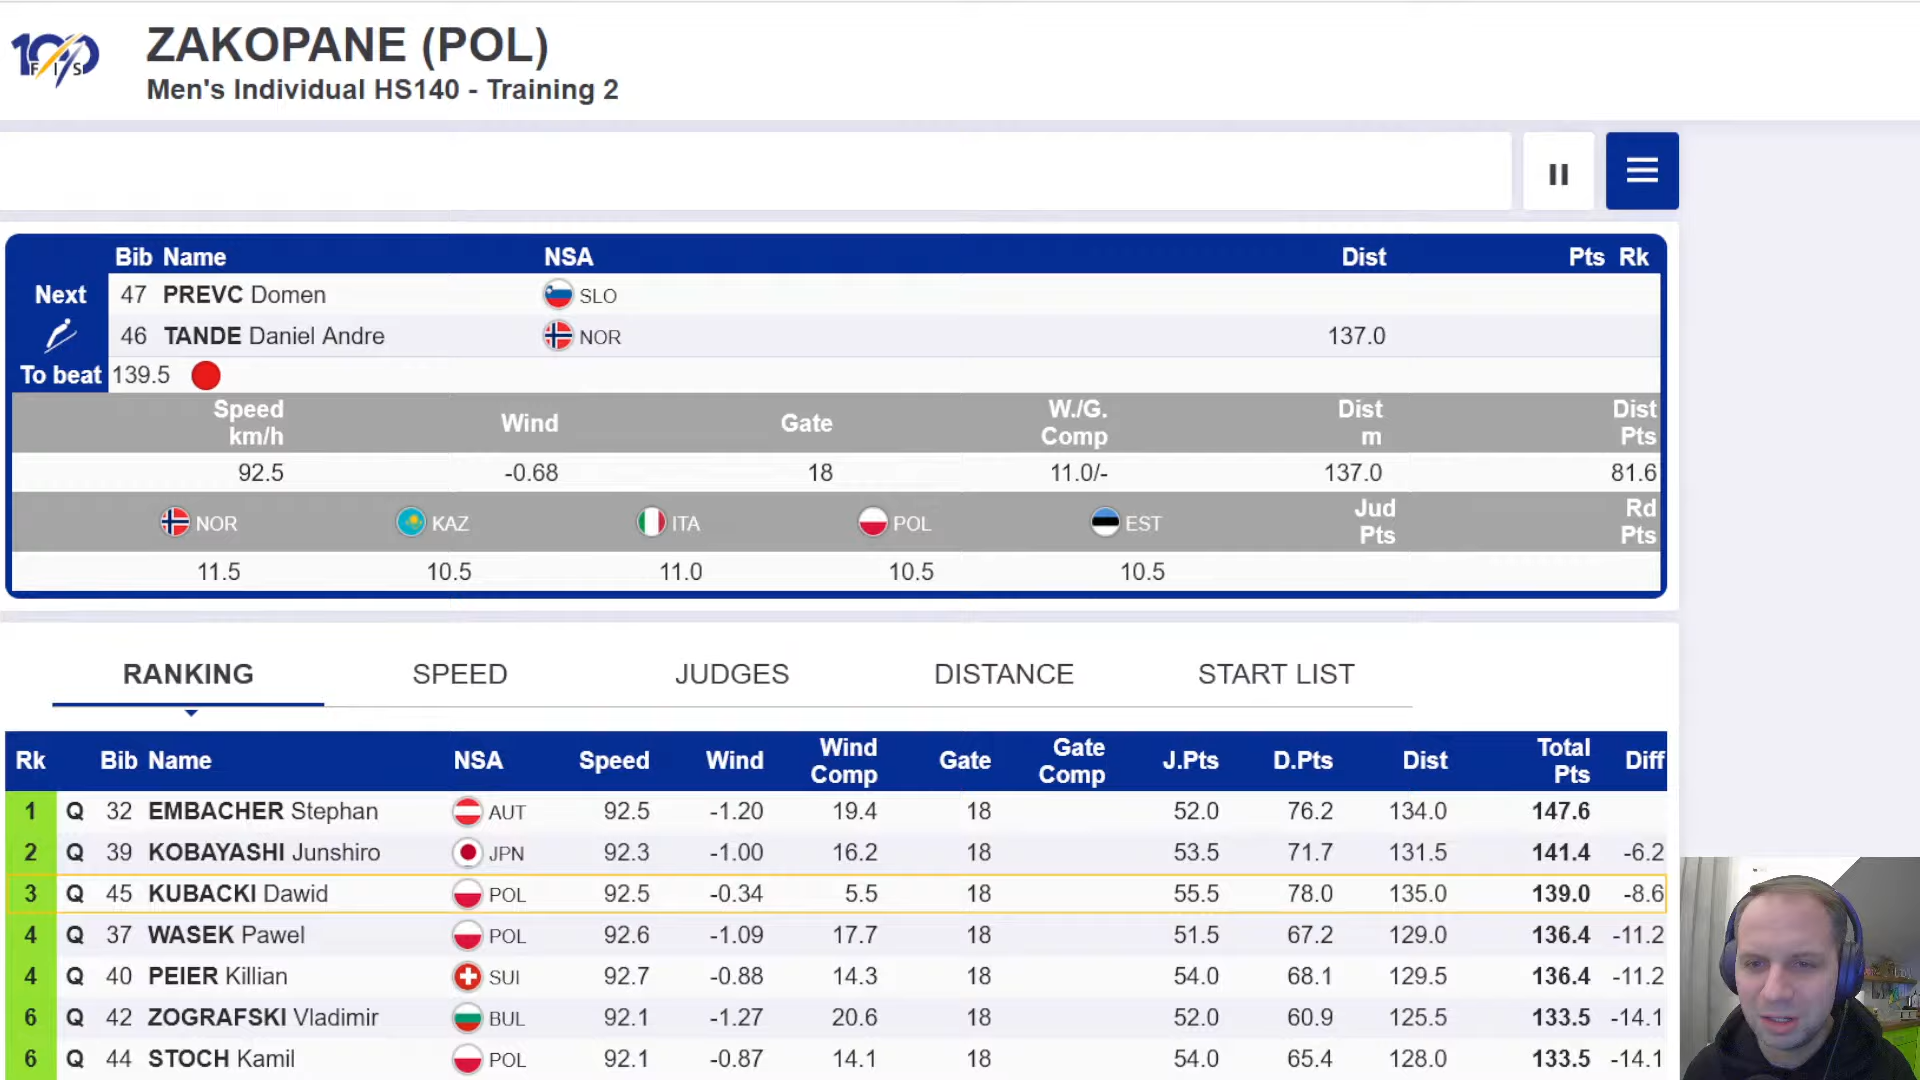 100
FIS
ZAKOPANE (POL)
Men's Individual HS140 - Training 2
Bib Name NSA Dist Pts Rk
Next 47 PREVC Domen SLO
46 TANDE Daniel Andre NOR 137.0
To beat 139.5
Speed km/h Wind Gate W./G. Comp Dist m Dist Pts
92.5 -0.68 18 11.0/- 137.0 81.6
NOR KAZ ITA POL EST Jud Pts Rd Pts
11.5 10.5 11.0 10.5 10.5
RANKING SPEED JUDGES DISTANCE START LIST
Rk Bib Name NSA Speed Wind Wind Comp Gate Gate Comp J.Pts D.Pts Dist Total Pts Diff
1 Q 32 EMBACHER Stephan AUT 92.5 -1.20 19.4 18 52.0 76.2 134.0 147.6
2 Q 39 KOBAYASHI Junshiro JPN 92.3 -1.00 16.2 18 53.5 71.7 131.5 141.4 -6.2
3 Q 45 KUBACKI Dawid POL 92.5 -0.34 5.5 18 55.5 78.0 135.0 139.0 -8.6
4 Q 37 WASEK Pawel POL 92.6 -1.09 17.7 18 51.5 67.2 129.0 136.4 -11.2
4 Q 40 PEIER Killian SUI 92.7 -0.88 14.3 18 54.0 68.1 129.5 136.4 -11.2
6 Q 42 ZOGRAFSKI Vladimir BUL 92.1 -1.27 20.6 18 52.0 60.9 125.5 133.5 -14.1
6 Q 44 STOCH Kamil POL 92.1 -0.87 14.1 18 54.0 65.4 128.0 133.5 -14.1